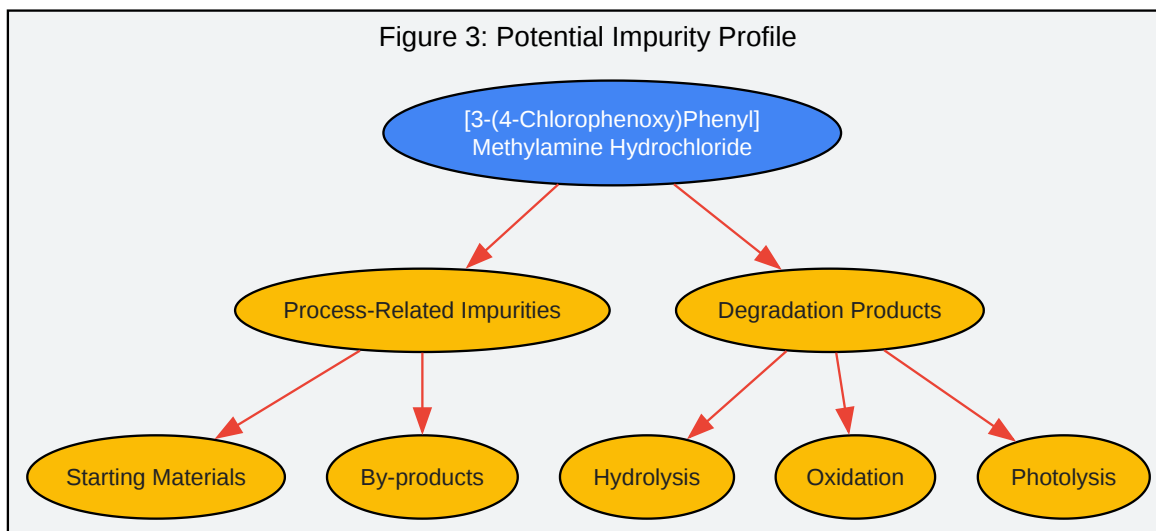 Figure 3: Potential Impurity Profile
[3-(4-Chlorophenoxy)Phenyl]
Methylamine Hydrochloride
Process-Related Impurities
Degradation Products
Starting Materials
By-products
Hydrolysis
Oxidation
Photolysis